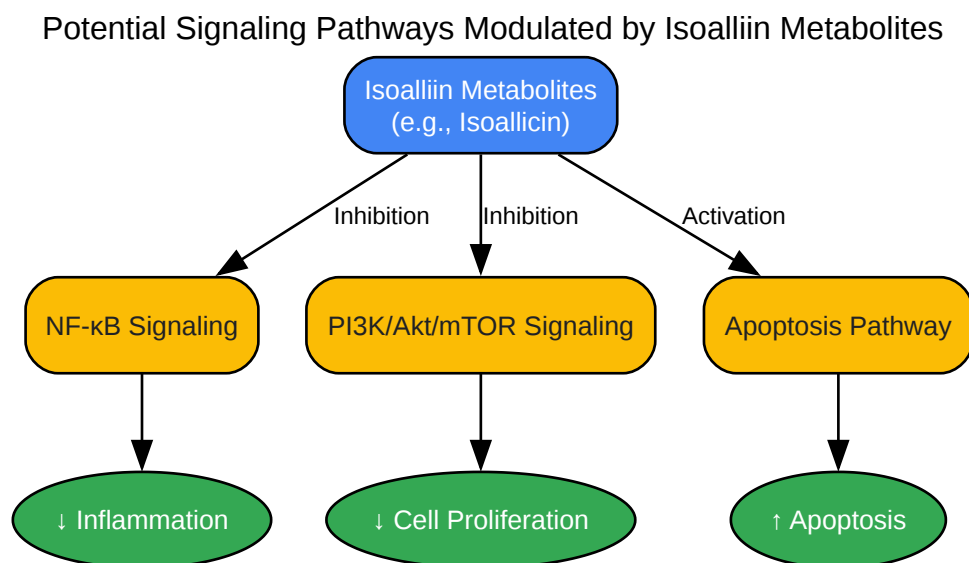 Potential Signaling Pathways Modulated by Isoalliin Metabolites
Isoalliin Metabolites
(e.g., Isoallicin)
Inhibition
Inhibition
Activation
NF-κB Signaling
PI3K/Akt/mTOR Signaling
Apoptosis Pathway
↓ Inflammation
↓ Cell Proliferation
↑ Apoptosis